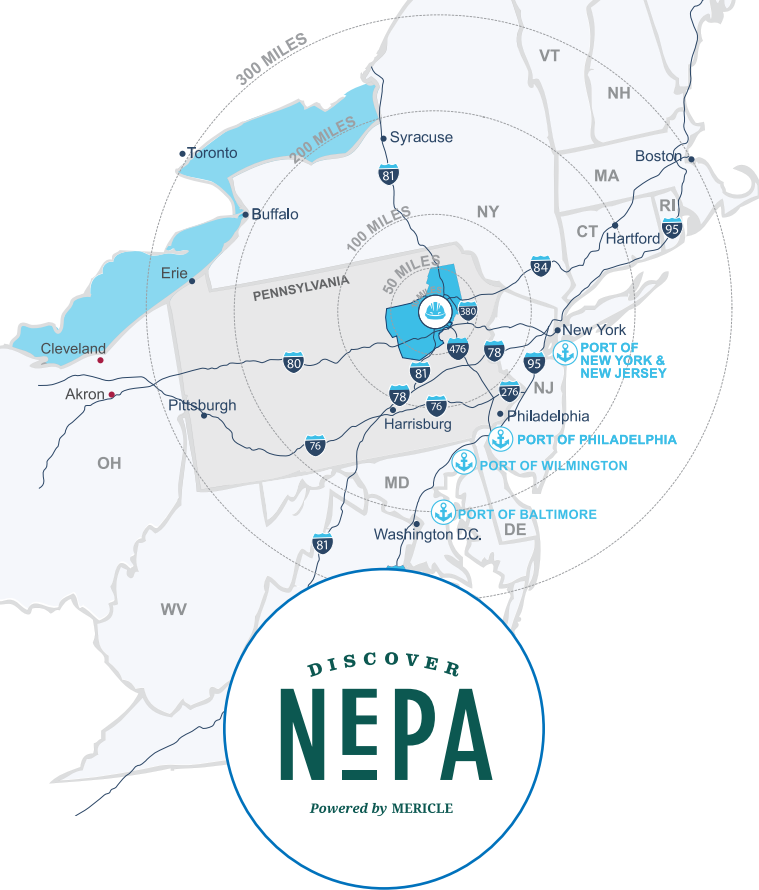 300 MILES
VT
NH
200 MILES
Syracuse
Toronto
Boston
81
MA
RI
NY
100 MILES
Buffalo
CT
95
Hartford
84
50 MILES
Erie
PENNSYLVANIA
380
New York
Cleveland
476
78
PORT OF
NEW YORK &
NEW JERSEY
80
95
81
NJ
Akron
78
276
Pittsburgh
76
Harrisburg
Philadelphia
76
PORT OF PHILADELPHIA
OH
PORT OF WILMINGTON
MD
PORT OF BALTIMORE
Washington D.C.
DE
81
WV
DISCOVER
NEPA
Powered by MERICLE